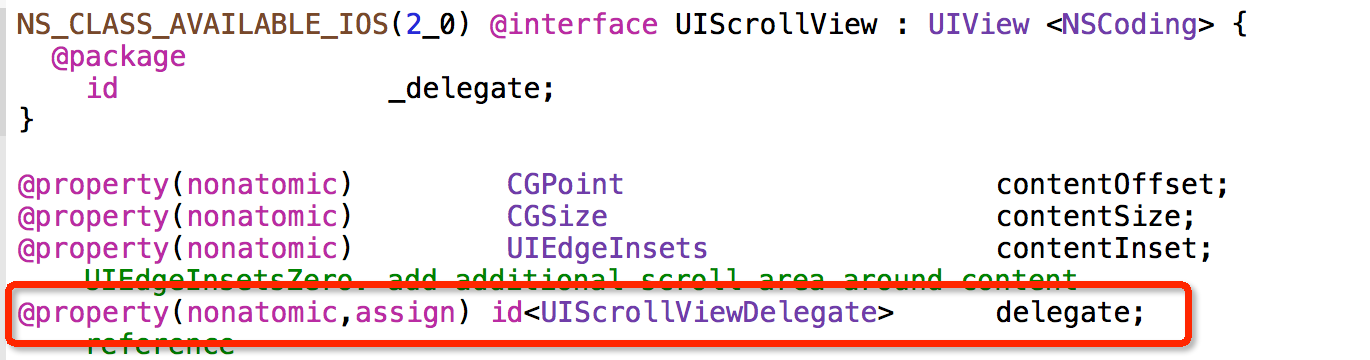 NS_CLASS_AVAILABLE_IOS(2_0) @interface UIScrollView : UIView <NSCoding> {
@package
id _delegate;
}
@property(nonatomic) CGPoint contentOffset;
@property(nonatomic) CGSize contentSize;
@property(nonatomic) UIEdgeInsets contentInset;
UIEdgeInsetsZero. add additional scroll area around content
@property(nonatomic,assign) id<UIScrollViewDelegate> delegate;
reference